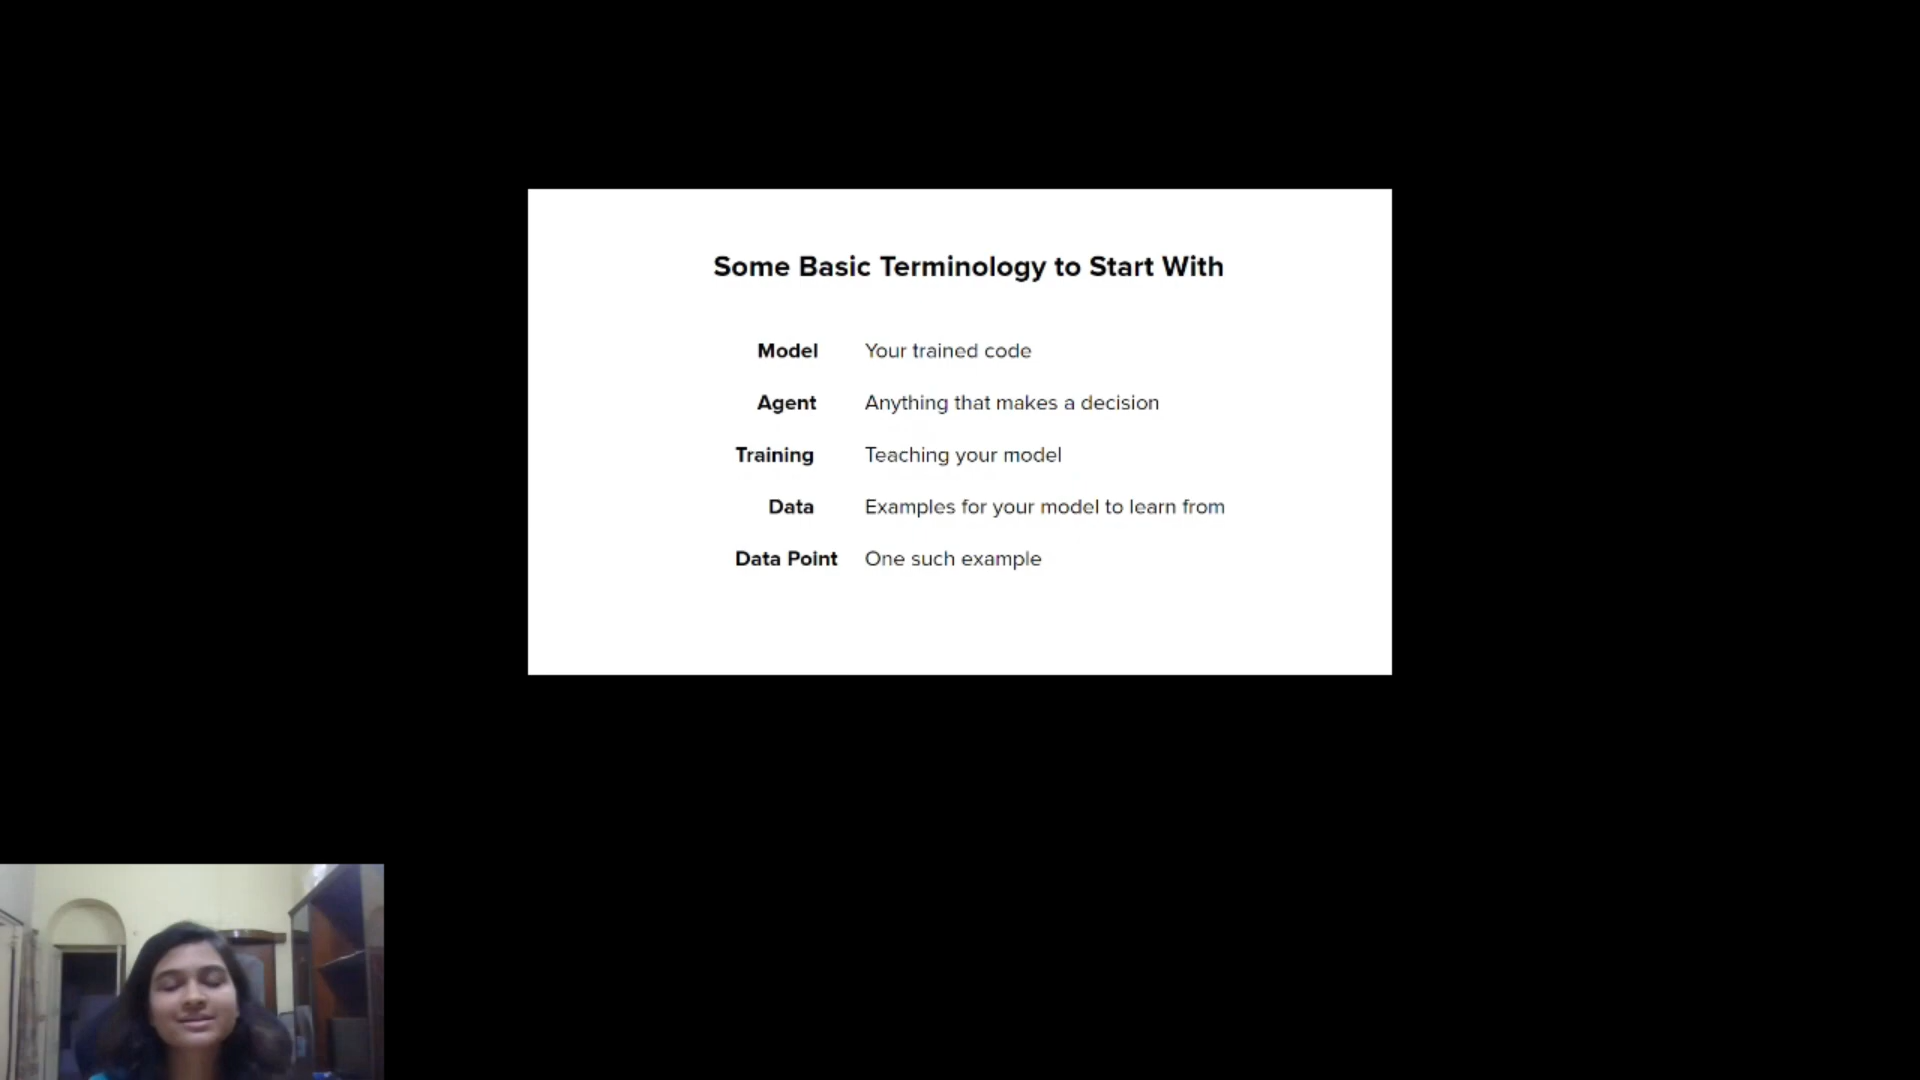 Some Basic Terminology to Start With
Model Your trained code
Agent Anything that makes a decision
Training Teaching your model
Data Examples for your model to learn from
Data Point One such example